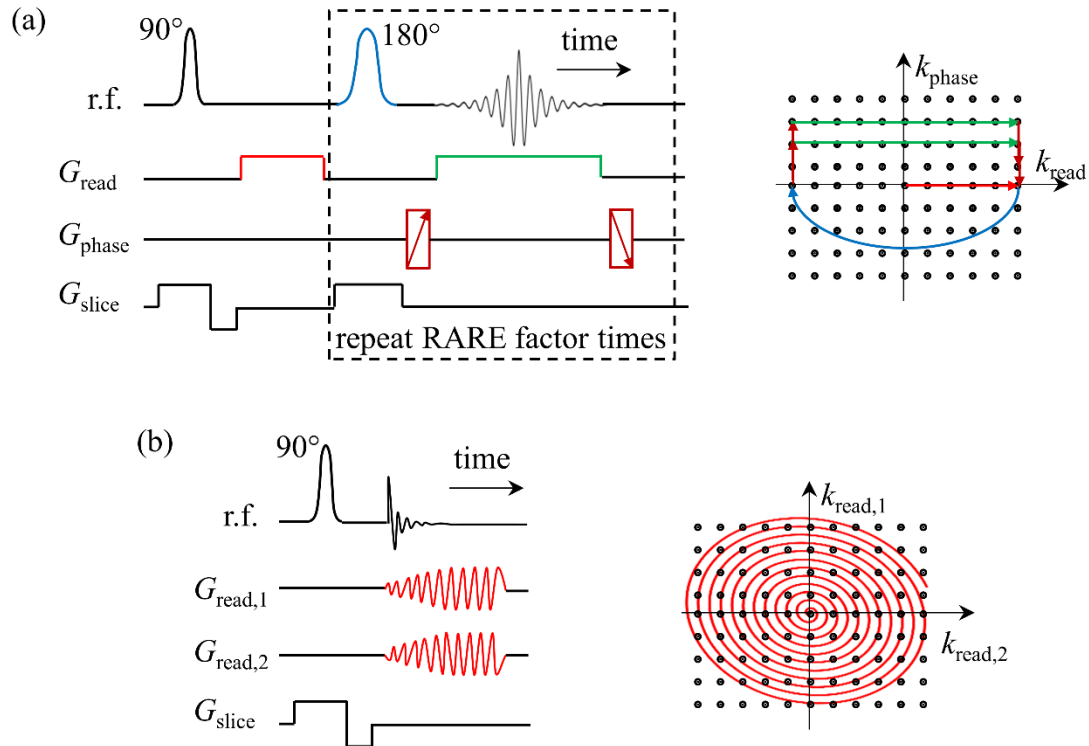 (a)
90°
180°
time
r.f.
k_phase
G_read
k_read
G_phase
G_slice
repeat RARE factor times
(b)
90°
time
r.f.
k_read,1
G_read,1
G_read,2
k_read,2
G_slice